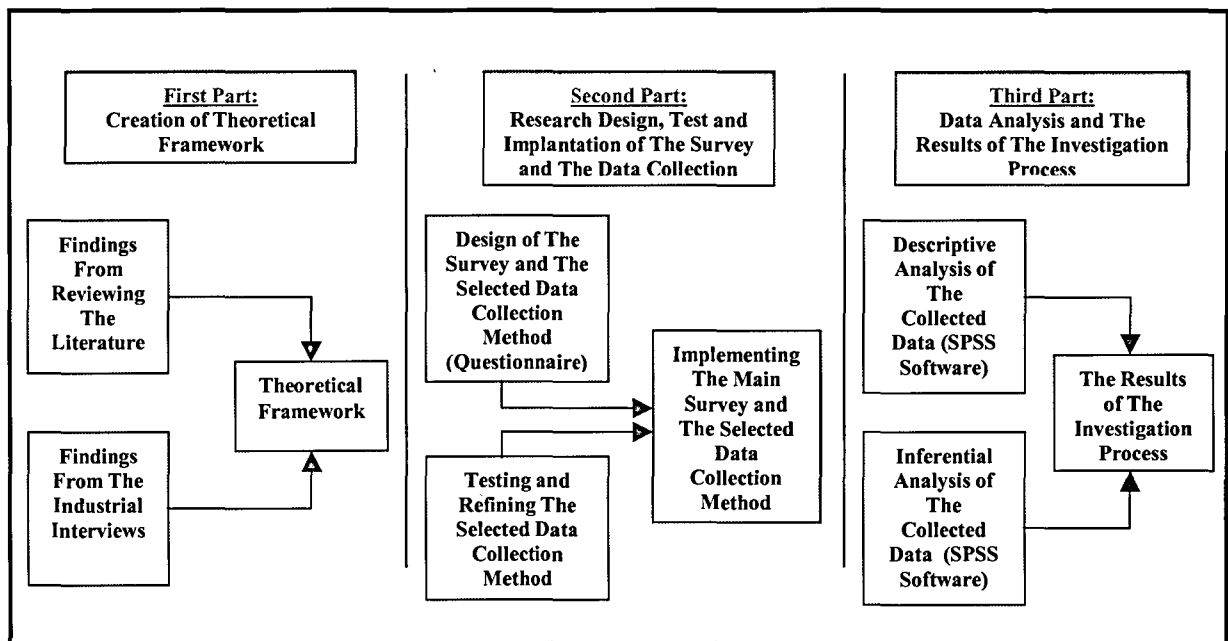 First Part:
Creation of Theoretical
Framework
Findings
From
Reviewing
The
Literature
Theoretical
Framework
Findings
From The
Industrial
Interviews
Second Part:
Research Design, Test and
Implantation of The Survey
and The Data Collection
Design of The
Survey and The
Selected Data
Collection
Method
(Questionnaire)
Implementing
The Main
Survey and
The Selected
Data
Collection
Method
Testing and
Refining The
Selected Data
Collection
Method
Third Part:
Data Analysis and The
Results of The Investigation
Process
Descriptive
Analysis of
The
Collected
Data (SPSS
Software)
The Results
of The
Investigation
Process
Inferential
Analysis of
The
Collected
Data (SPSS
Software)